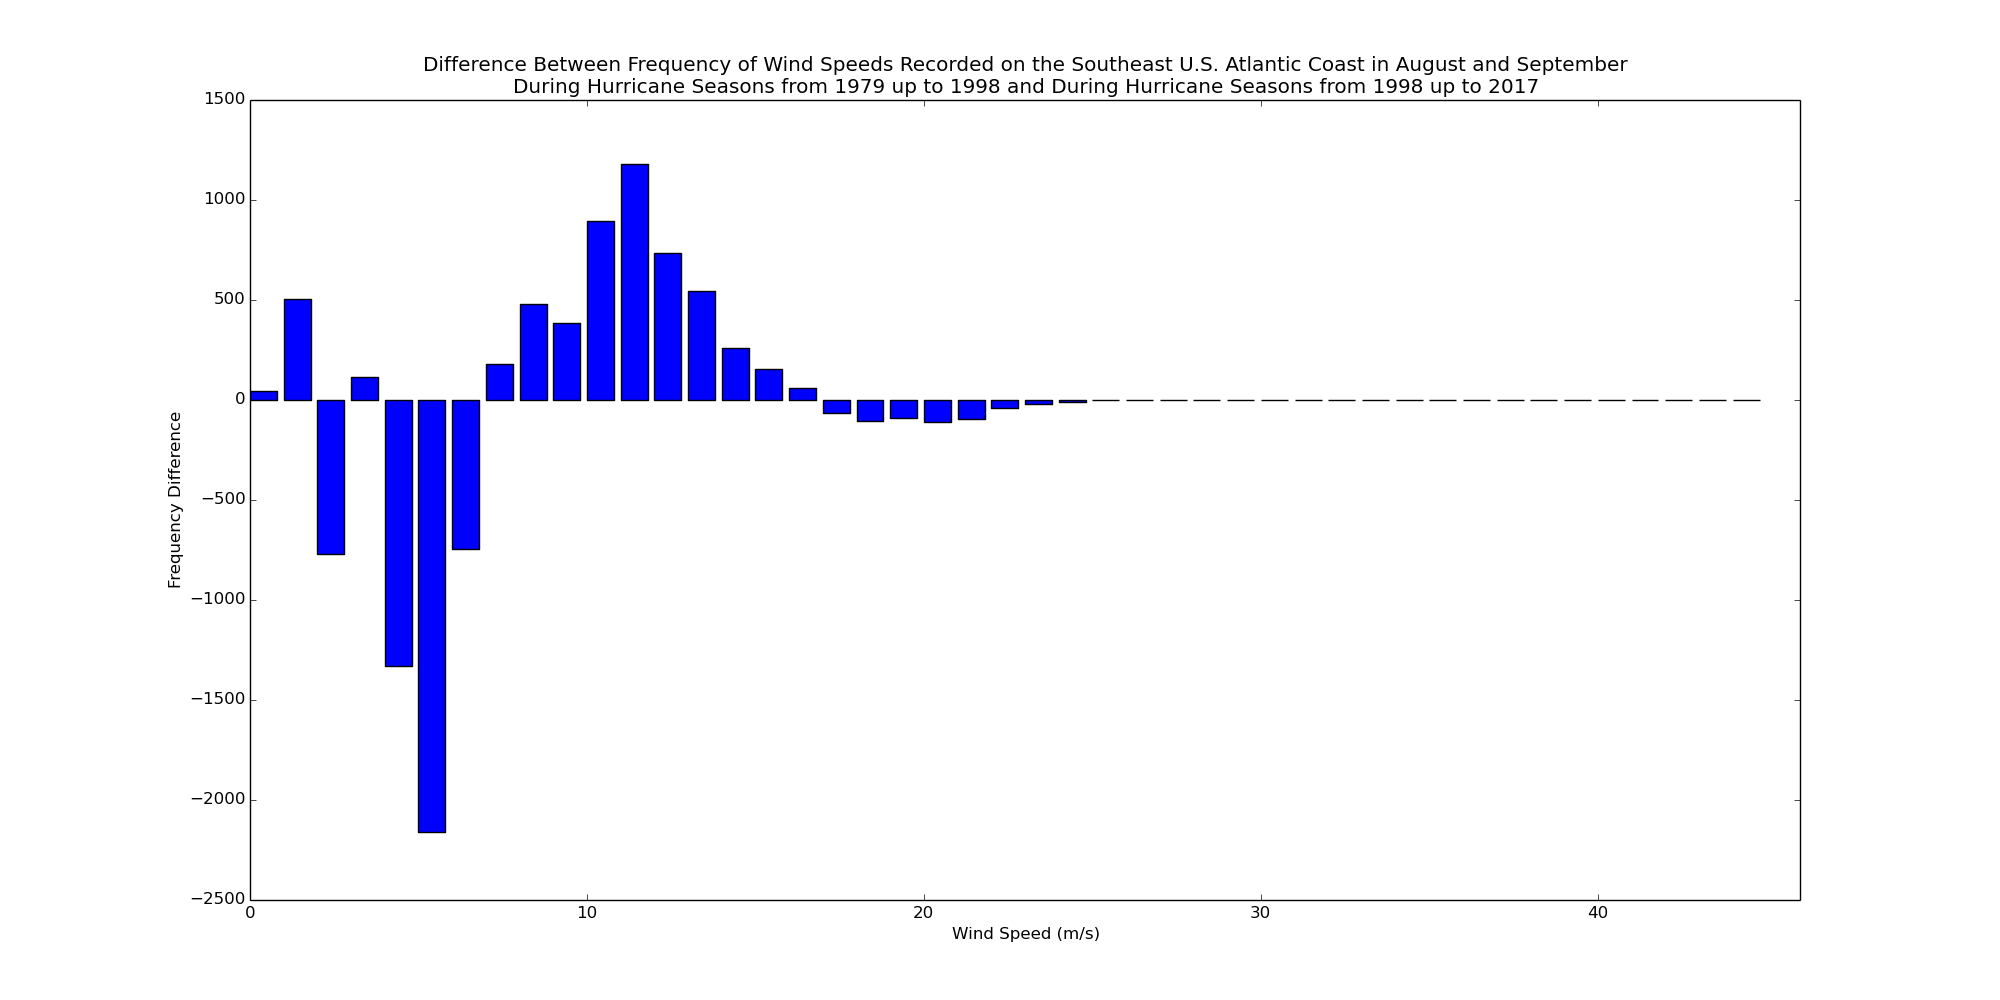 Difference Between Frequency of Wind Speeds Recorded on the Southeast U.S. Atlantic Coast in August and September
During Hurricane Seasons from 1979 up to 1998 and During Hurricane Seasons from 1998 up to 2017
1500
1000
500
0
−500
−1000
−1500
−2000
−2500
Frequency Difference
0 10 20 30 40
Wind Speed (m/s)